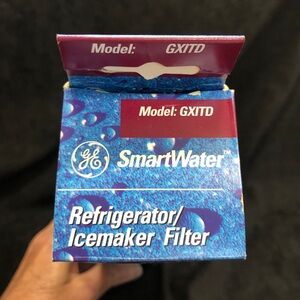 Model: GXITD
Model: GXITD
GE SmartWater™
Refrigerator/
Icemaker Filter